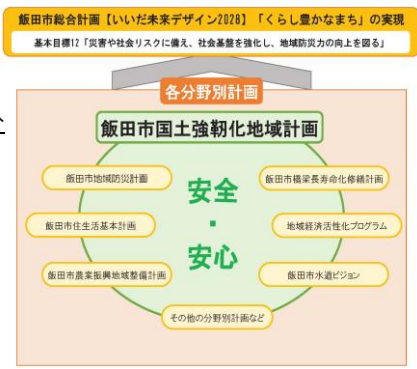 飯田市総合計画【いいだ未来デザイン2028】「くらし豊かなまち」の実現
基本目標12「災害や社会リスクに備え、社会基盤を強化し、地域防災力の向上を図る」
各分野別計画
飯田市国土強靭化地域計画
飯田市地域防災計画
飯田市橋梁長寿命化修繕計画
安全
・
安心
飯田市住生活基本計画
地域経済活性化プログラム
飯田市農業振興地域整備計画
飯田市水道ビジョン
その他の分野別計画など